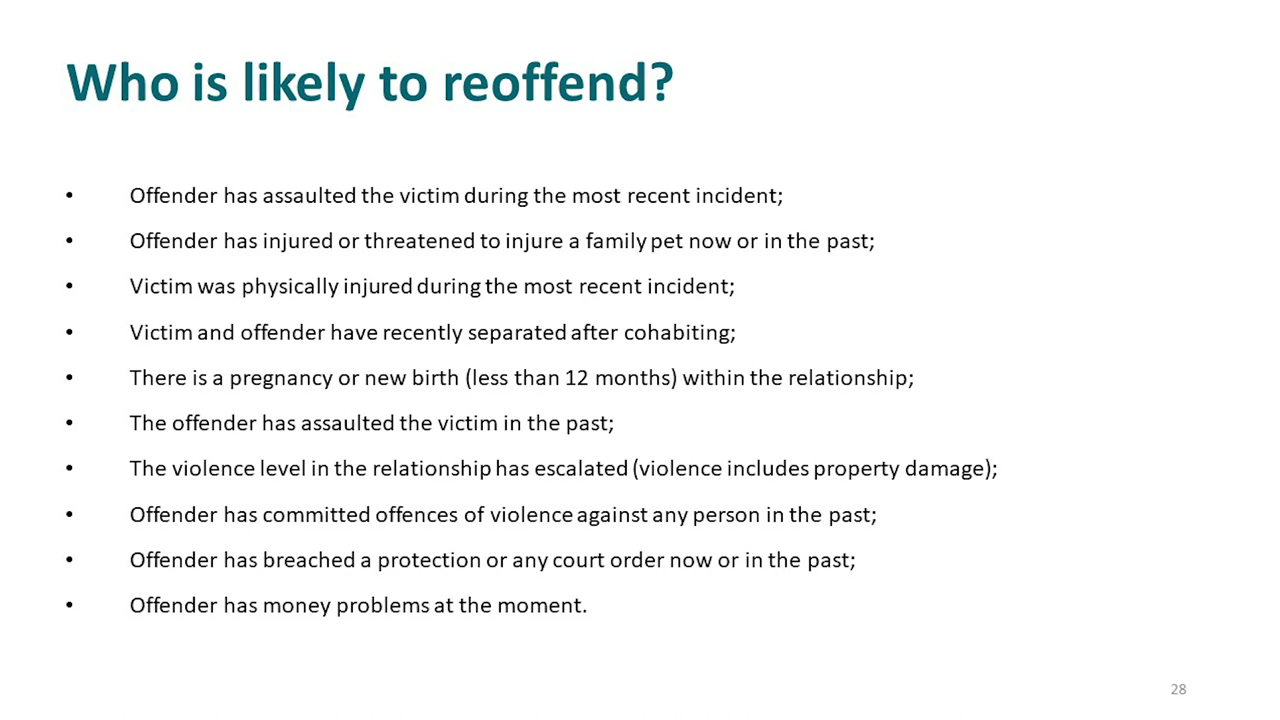 Who is likely to reoffend?
• Offender has assaulted the victim during the most recent incident;
• Offender has injured or threatened to injure a family pet now or in the past;
• Victim was physically injured during the most recent incident;
• Victim and offender have recently separated after cohabiting;
• There is a pregnancy or new birth (less than 12 months) within the relationship;
• The offender has assaulted the victim in the past;
• The violence level in the relationship has escalated (violence includes property damage);
• Offender has committed offences of violence against any person in the past;
• Offender has breached a protection or any court order now or in the past;
• Offender has money problems at the moment.
28